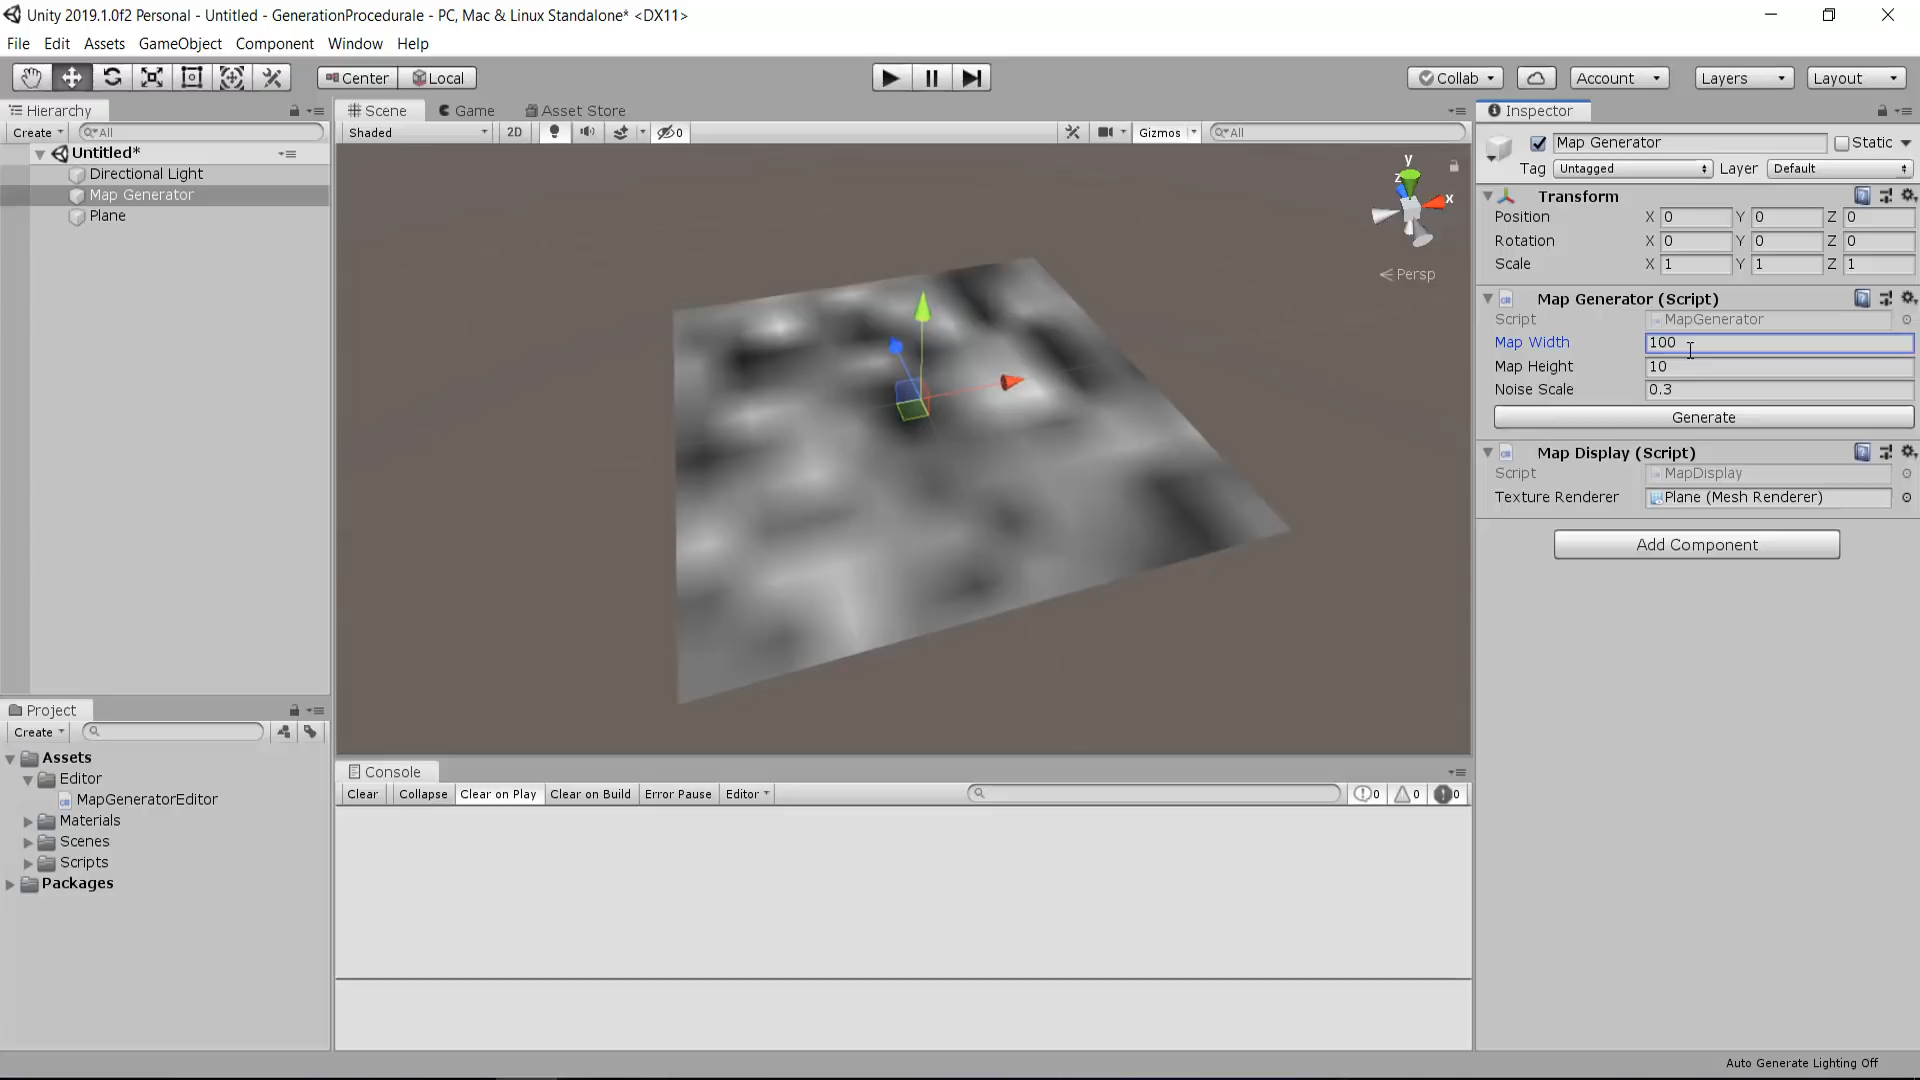 Unity 2019.1.0f2 Personal - Untitled - GenerationProcedurale - PC, Mac & Linux Standalone* <DX11>
File Edit Assets GameObject Component Window Help
Center Local Collab Account Layers Layout
Hierarchy
Create All
Untitled*
Directional Light
Map Generator
Plane
Scene Game Asset Store
Shaded 2D 0 Gizmos All
y
z
x
Persp
Inspector
Map Generator Static
Tag Untagged Layer Default
Transform
Position X 0 Y 0 Z 0
Rotation X 0 Y 0 Z 0
Scale X 1 Y 1 Z 1
Map Generator (Script)
Script MapGenerator
Map Width 100
Map Height 10
Noise Scale 0.3
Generate
Map Display (Script)
Script MapDisplay
Texture Renderer Plane (Mesh Renderer)
Add Component
Project
Create
Assets
Editor
MapGeneratorEditor
Materials
Scenes
Scripts
Packages
Console
Clear Collapse Clear on Play Clear on Build Error Pause Editor 0 0 0
Auto Generate Lighting Off